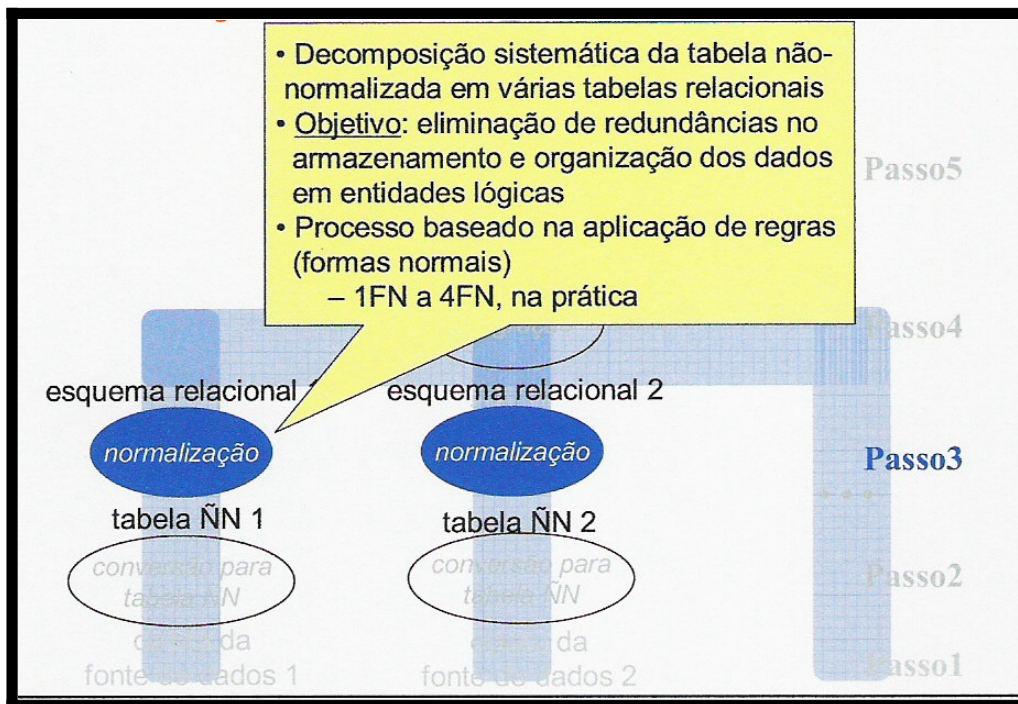 • Decomposição sistemática da tabela não-
normalizada em várias tabelas relacionais
• Objetivo: eliminação de redundâncias no
armazenamento e organização dos dados
em entidades lógicas
• Processo baseado na aplicação de regras
(formas normais)
– 1FN a 4FN, na prática
Passo5
Passo4
esquema relacional
esquema relacional 2
normalização
normalização
Passo3
...
tabela ÑN 1
tabela ÑN 2
conversão para
tabela ÑN
conversão para
tabela ÑN
Passo2
da
fonte de dados 1
da
fonte de dados 2
Passo1